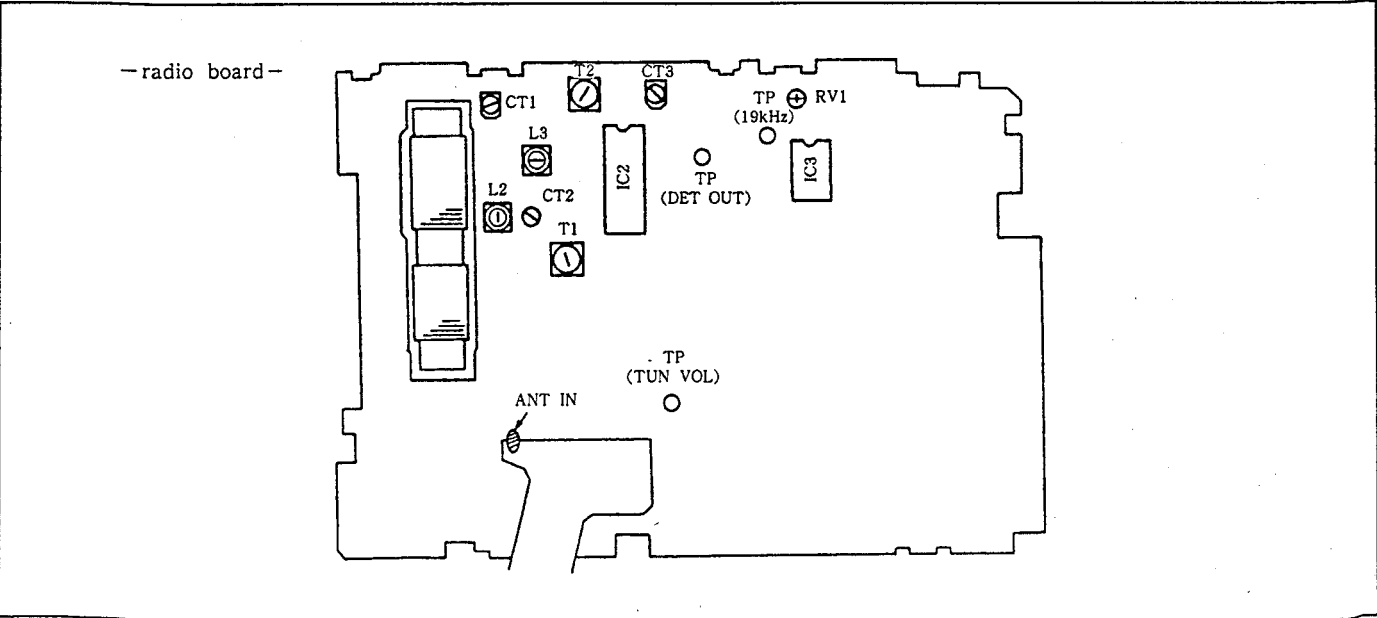 —radio board—
T2
CT3
CT1
TP
(19kHz)
RV1
L3
IC2
TP
(DET OUT)
IC3
L2
CT2
T1
TP
(TUN VOL)
ANT IN